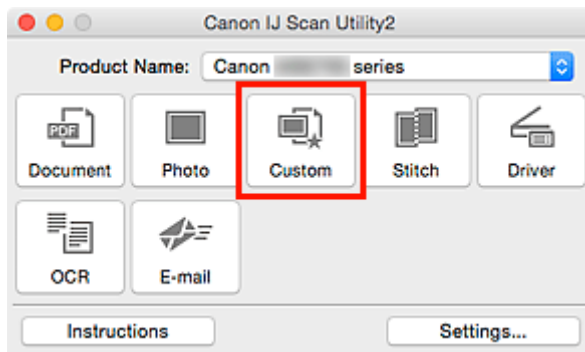 Canon IJ Scan Utility2
Product Name: Canon series
PDF
Document Photo Custom Stitch Driver
OCR E-mail
Instructions Settings...